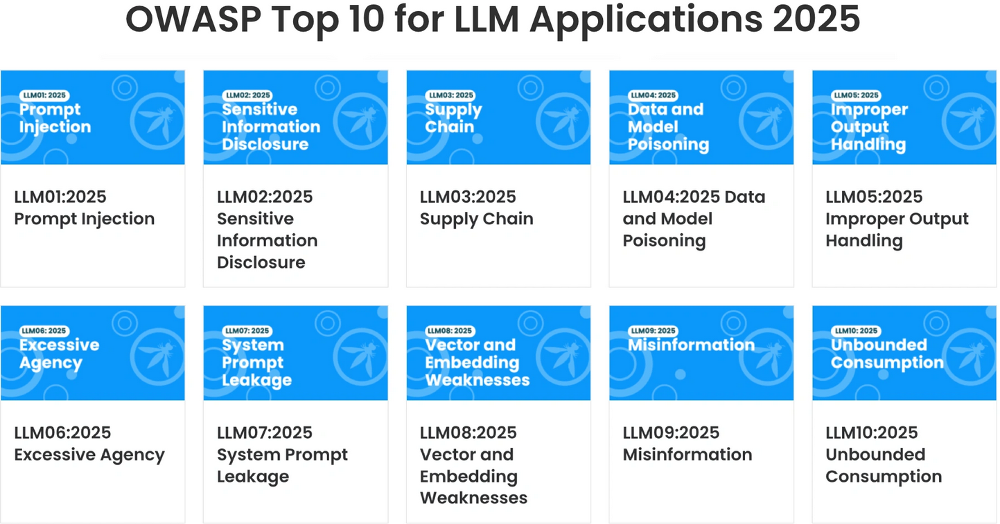 OWASP Top 10 for LLM Applications 2025
LLM01: 2025
Prompt
Injection
LLM01:2025
Prompt Injection
LLM02: 2025
Sensitive
Information
Disclosure
LLM02:2025
Sensitive
Information
Disclosure
LLM03: 2025
Supply
Chain
LLM03:2025
Supply Chain
LLM04: 2025
Data and
Model
Poisoning
LLM04:2025 Data
and Model
Poisoning
LLM05: 2025
Improper
Output
Handling
LLM05:2025
Improper Output
Handling
LLM06: 2025
Excessive
Agency
LLM06:2025
Excessive Agency
LLM07: 2025
System
Prompt
Leakage
LLM07:2025
System Prompt
Leakage
LLM08: 2025
Vector and
Embedding
Weaknesses
LLM08:2025
Vector and
Embedding
Weaknesses
LLM09: 2025
Misinformation
LLM09:2025
Misinformation
LLM10: 2025
Unbounded
Consumption
LLM10:2025
Unbounded
Consumption